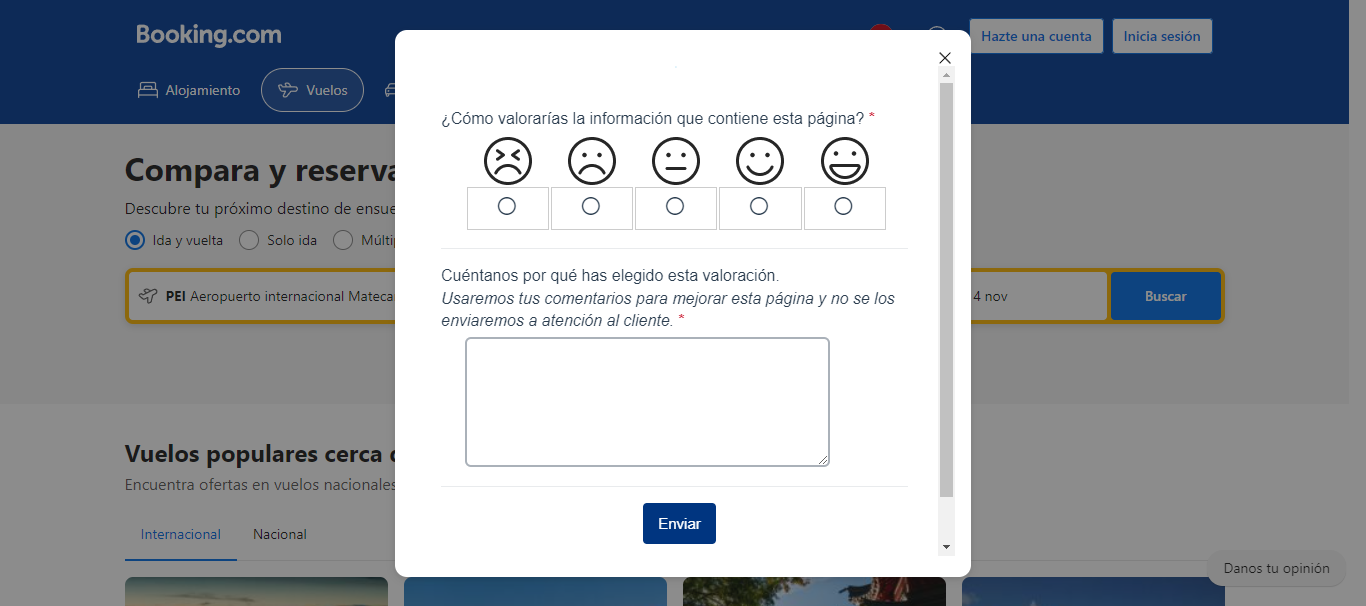 Booking.com
Hazte una cuenta
Inicia sesión
Alojamiento
Vuelos
¿Cómo valorarías la información que contiene esta página? *
Compara y reserva
Descubre tu próximo destino de
Ida y vuelta
Solo ida
Cuéntanos por qué has elegido esta valoración.
Usaremos tus comentarios para mejorar esta página y no se los
enviaremos a atención al cliente. *
PEI Aeropuerto internacional
4 nov
Buscar
Vuelos populares cerca
Encuentra ofertas en vuelos nacionales
Enviar
Internacional
Nacional
Danos tu opinión